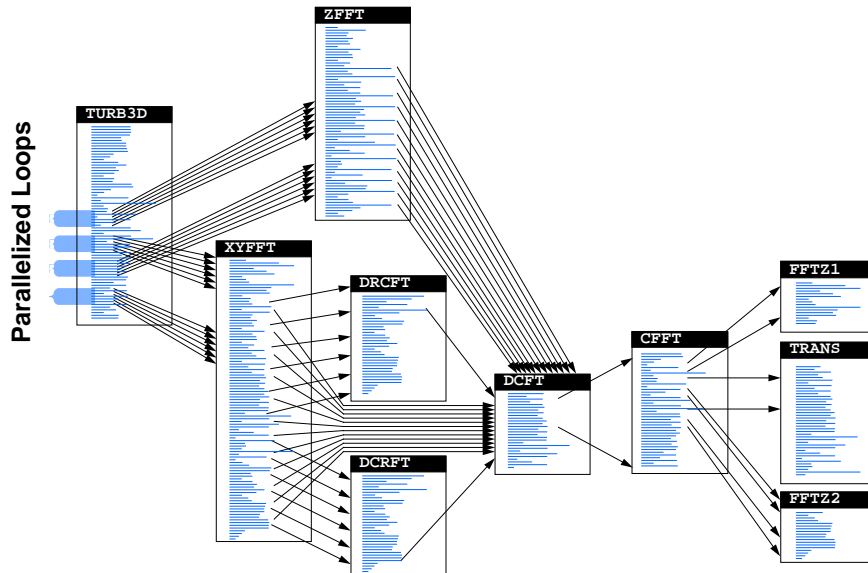 Parallelized Loops
TURB3D
ZFFT
XYFFT
DRCFT
DCRFT
DCFT
CFFT
FFTZ1
TRANS
FFTZ2